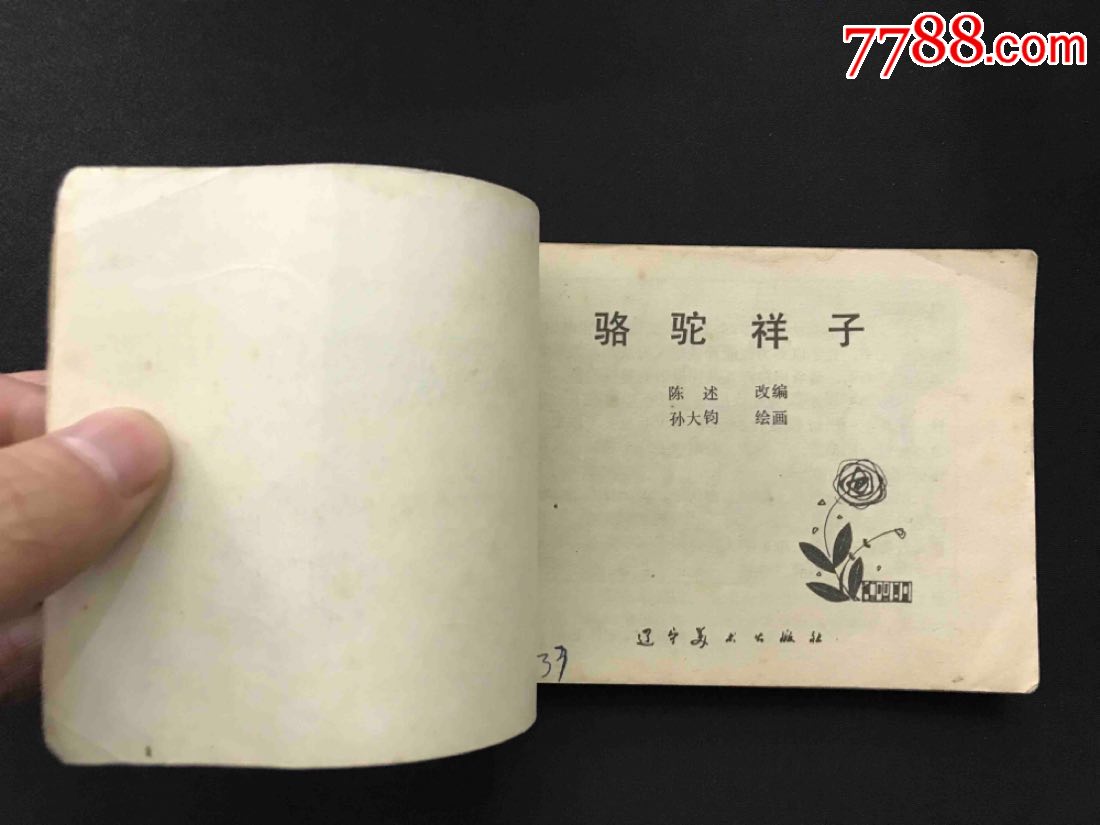 7788.com
骆驼祥子
陈述 改编
孙大钧 绘画
辽宁美术出版社
39